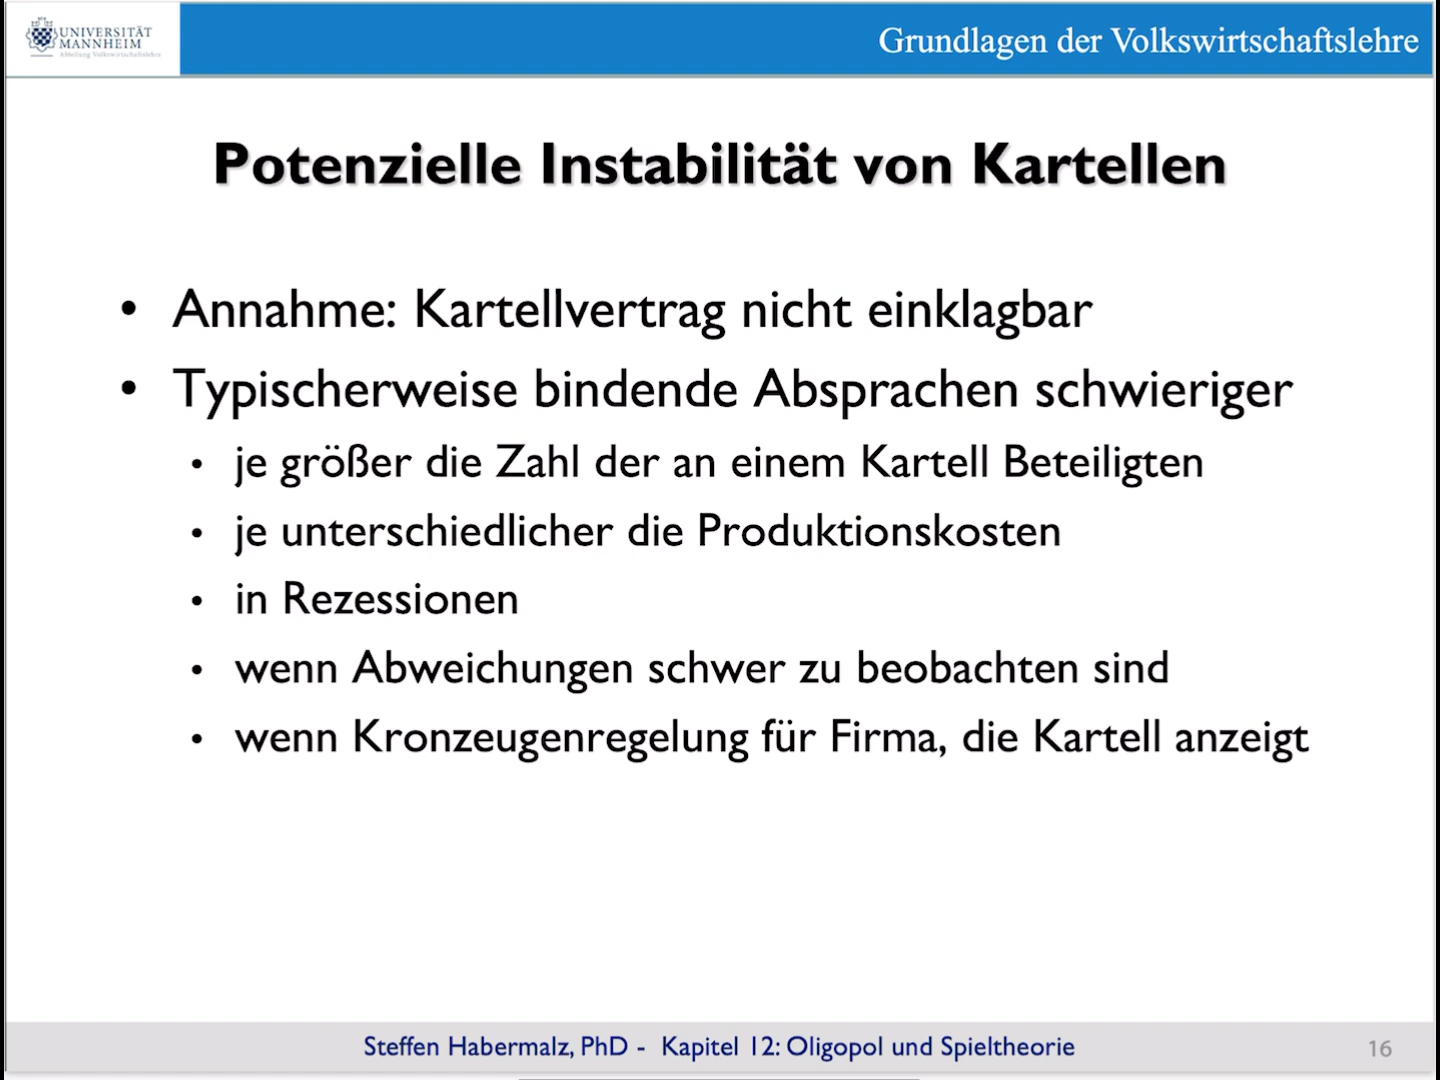 UNIVERSITÄT
MANNHEIM
Abteilung Volkswirtschaftslehre
Grundlagen der Volkswirtschaftslehre
Potenzielle Instabilität von Kartellen
• Annahme: Kartellvertrag nicht einklagbar
• Typischerweise bindende Absprachen schwieriger
• je größer die Zahl der an einem Kartell Beteiligten
• je unterschiedlicher die Produktionskosten
• in Rezessionen
• wenn Abweichungen schwer zu beobachten sind
• wenn Kronzeugenregelung für Firma, die Kartell anzeigt
Steffen Habermalz, PhD - Kapitel 12: Oligopol und Spieltheorie
16